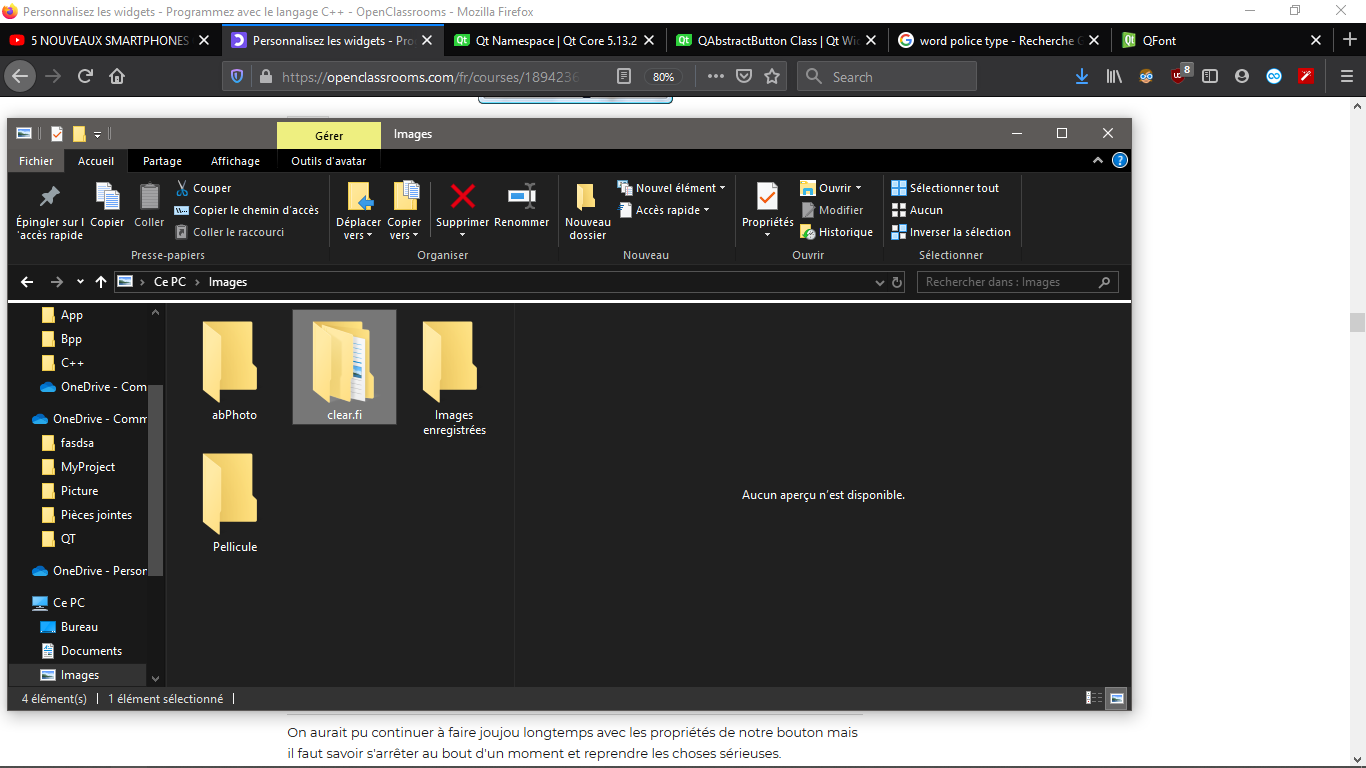 Personnalisez les widgets - Programmez avec le langage C++ - OpenClassrooms - Mozilla Firefox
5 NOUVEAUX SMARTPHONES
Personnalisez les widgets - Pro
Qt Namespace | Qt Core 5.13.2
QAbstractButton Class | Qt Wid
word police type - Recherche G
QFont
https://openclassrooms.com/fr/courses/1894236
80%
Search
8
Gérer
Images
Fichier
Accueil
Partage
Affichage
Outils d'avatar
Épingler sur l'accès rapide
Copier
Coller
Couper
Copier le chemin d'accès
Coller le raccourci
Presse-papiers
Déplacer vers
Copier vers
Supprimer
Renommer
Organiser
Nouveau dossier
Nouvel élément
Accès rapide
Nouveau
Propriétés
Ouvrir
Modifier
Historique
Ouvrir
Sélectionner tout
Aucun
Inverser la sélection
Sélectionner
Ce PC
Images
Rechercher dans : Images
App
Bpp
C++
OneDrive - Com
OneDrive - Comm
fasdsa
MyProject
Picture
Pièces jointes
QT
OneDrive - Person
Ce PC
Bureau
Documents
Images
abPhoto
clear.fi
Images
enregistrées
Pellicule
Aucun aperçu n'est disponible.
4 élément(s)
1 élément sélectionné
On aurait pu continuer à faire joujou longtemps avec les propriétés de notre bouton mais
il faut savoir s'arrêter au bout d'un moment et reprendre les choses sérieuses.